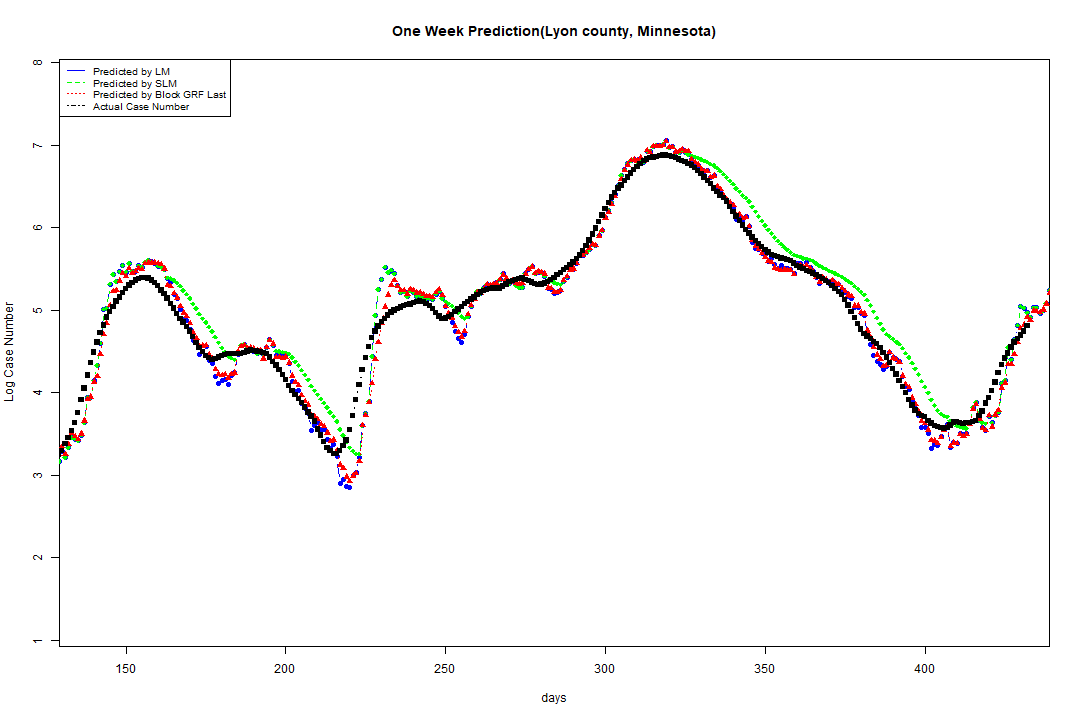 One Week Prediction(Lyon county, Minnesota)
8
Predicted by LM
Predicted by SLM
Predicted by Block GRF Last
Actual Case Number
7
6
5
4
3
2
1
Log Case Number
150
200
250
300
350
400
days